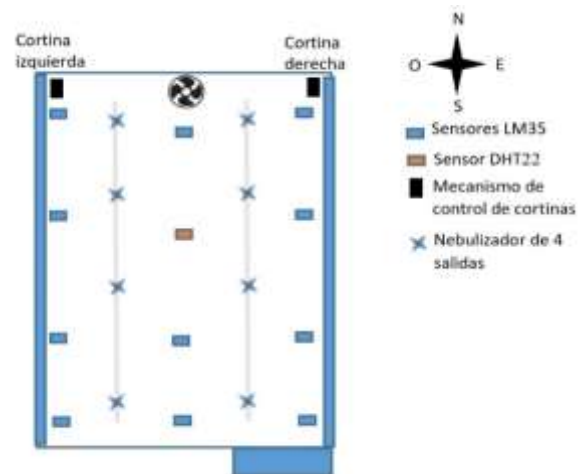 Cortina
izquierda
Cortina
derecha
N
O
E
S
Sensores LM35
Sensor DHT22
Mecanismo de
control de cortinas
Nebulizador de 4
salidas